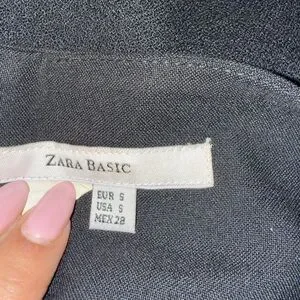 ZARA BASIC
EUR S
USA S
MEX 28